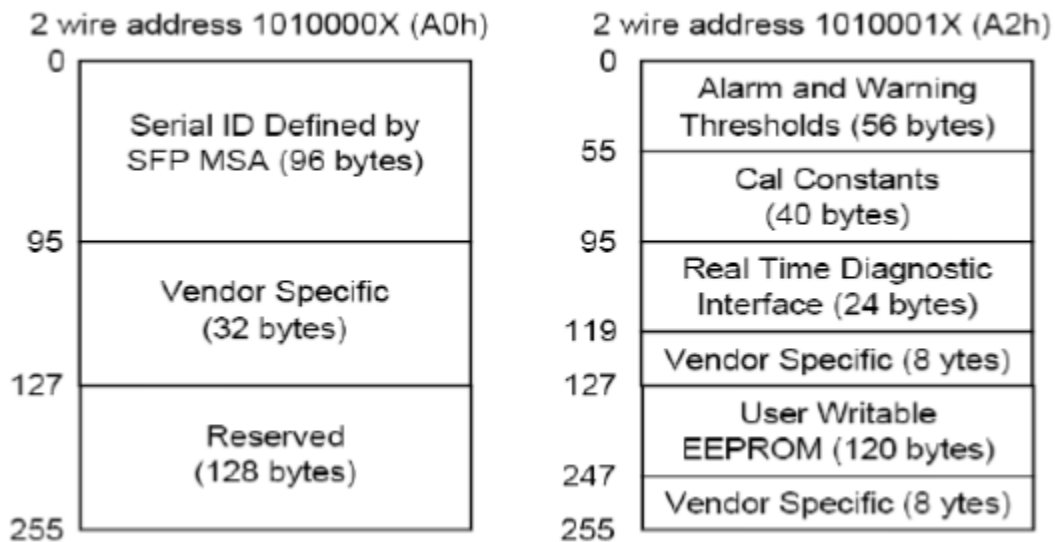 2 wire address 1010000X (A0h)
0
Serial ID Defined by
SFP MSA (96 bytes)
95
Vendor Specific
(32 bytes)
127
Reserved
(128 bytes)
255
2 wire address 1010001X (A2h)
0
Alarm and Warning
Thresholds (56 bytes)
55
Cal Constants
(40 bytes)
95
Real Time Diagnostic
Interface (24 bytes)
119
Vendor Specific (8 ytes)
127
User Writable
EEPROM (120 bytes)
247
Vendor Specific (8 ytes)
255